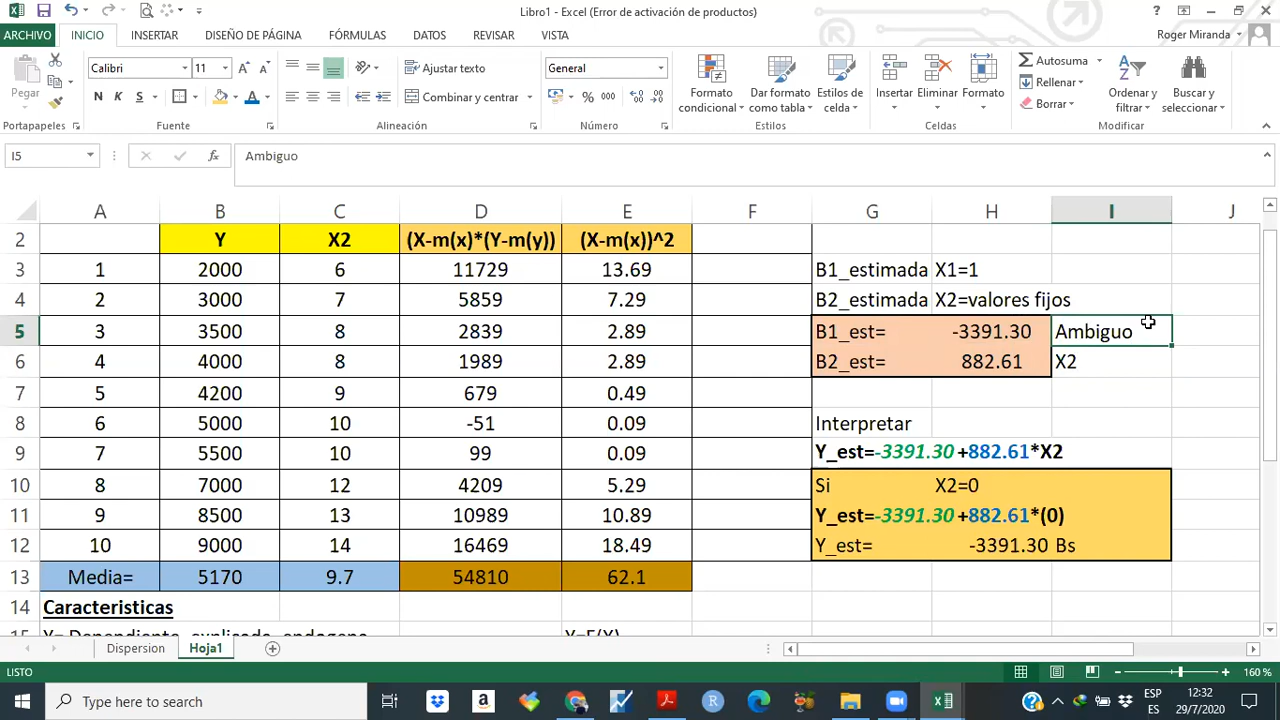 Libro1 - Excel (Error de activación de productos)
ARCHIVO INICIO INSERTAR DISEÑO DE PÁGINA FÓRMULAS DATOS REVISAR VISTA Roger Miranda
Pegar
Calibri 11
N K S
Ajustar texto
Combinar y centrar
General
% 000
Formato condicional
Dar formato como tabla
Estilos de celda
Insertar
Eliminar
Formato
Autosuma
Rellenar
Borrar
Ordenar y filtrar
Buscar y seleccionar
Portapapeles Fuente Alineación Número Estilos Celdas Modificar
I5 fx Ambiguo
A B C D E F G H I J
2 Y X2 (X-m(x)*(Y-m(y)) (X-m(x))^2
3 1 2000 6 11729 13.69 B1_estimada X1=1
4 2 3000 7 5859 7.29 B2_estimada X2=valores fijos
5 3 3500 8 2839 2.89 B1_est= -3391.30 Ambiguo
6 4 4000 8 1989 2.89 B2_est= 882.61 X2
7 5 4200 9 679 0.49
8 6 5000 10 -51 0.09 Interpretar
9 7 5500 10 99 0.09 Y_est=-3391.30 +882.61*X2
10 8 7000 12 4209 5.29 Si X2=0
11 9 8500 13 10989 10.89 Y_est=-3391.30 +882.61*(0)
12 10 9000 14 16469 18.49 Y_est= -3391.30 Bs
13 Media= 5170 9.7 54810 62.1
14 Caracteristicas
Dispersion Hoja1
LISTO 160 %
Type here to search
ESP
ES
12:32
29/7/2020